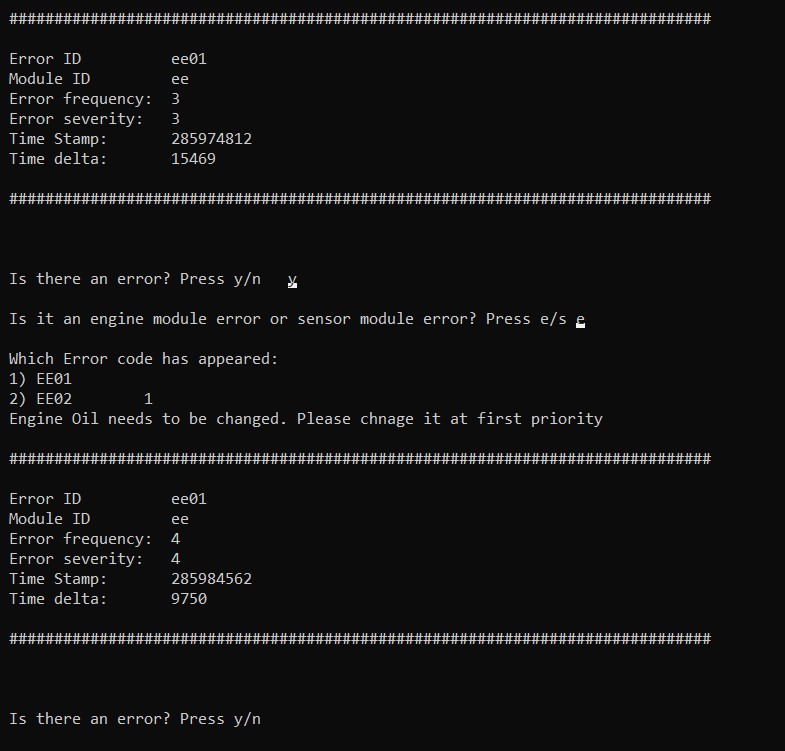 ##############################################################################
Error ID          ee01
Module ID         ee
Error frequency:  3
Error severity:   3
Time Stamp:       285974812
Time delta:       15469
##############################################################################
Is there an error? Press y/n   y
Is it an engine module error or sensor module error? Press e/s e
Which Error code has appeared:
1) EE01
2) EE02        1
Engine Oil needs to be changed. Please chnage it at first priority
##############################################################################
Error ID          ee01
Module ID         ee
Error frequency:  4
Error severity:   4
Time Stamp:       285984562
Time delta:       9750
##############################################################################
Is there an error? Press y/n